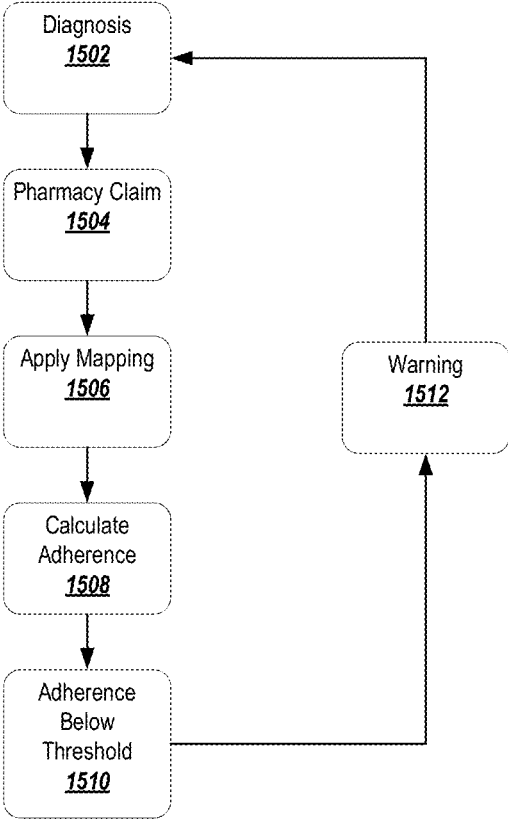 Diagnosis
1502
Pharmacy Claim
1504
Apply Mapping
1506
Warning
1512
Calculate
Adherence
1508
Adherence
Below
Threshold
1510